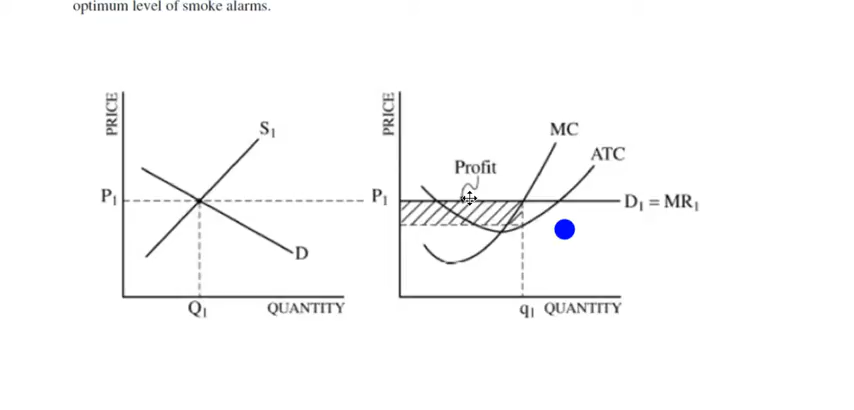 optimum level of smoke alarms.
PRICE
S₁
P₁
D
Q₁
QUANTITY
PRICE
MC
ATC
Profit
P₁
D₁ = MR₁
q₁
QUANTITY